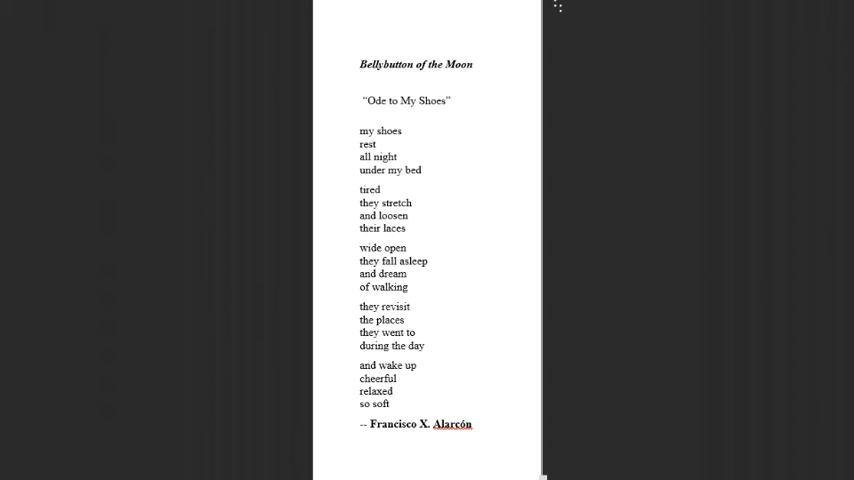 Bellybutton of the Moon
“Ode to My Shoes”
my shoes
rest
all night
under my bed
tired
they stretch
and loosen
their laces
wide open
they fall asleep
and dream
of walking
they revisit
the places
they went to
during the day
and wake up
cheerful
relaxed
so soft
-- Francisco X. Alarcón